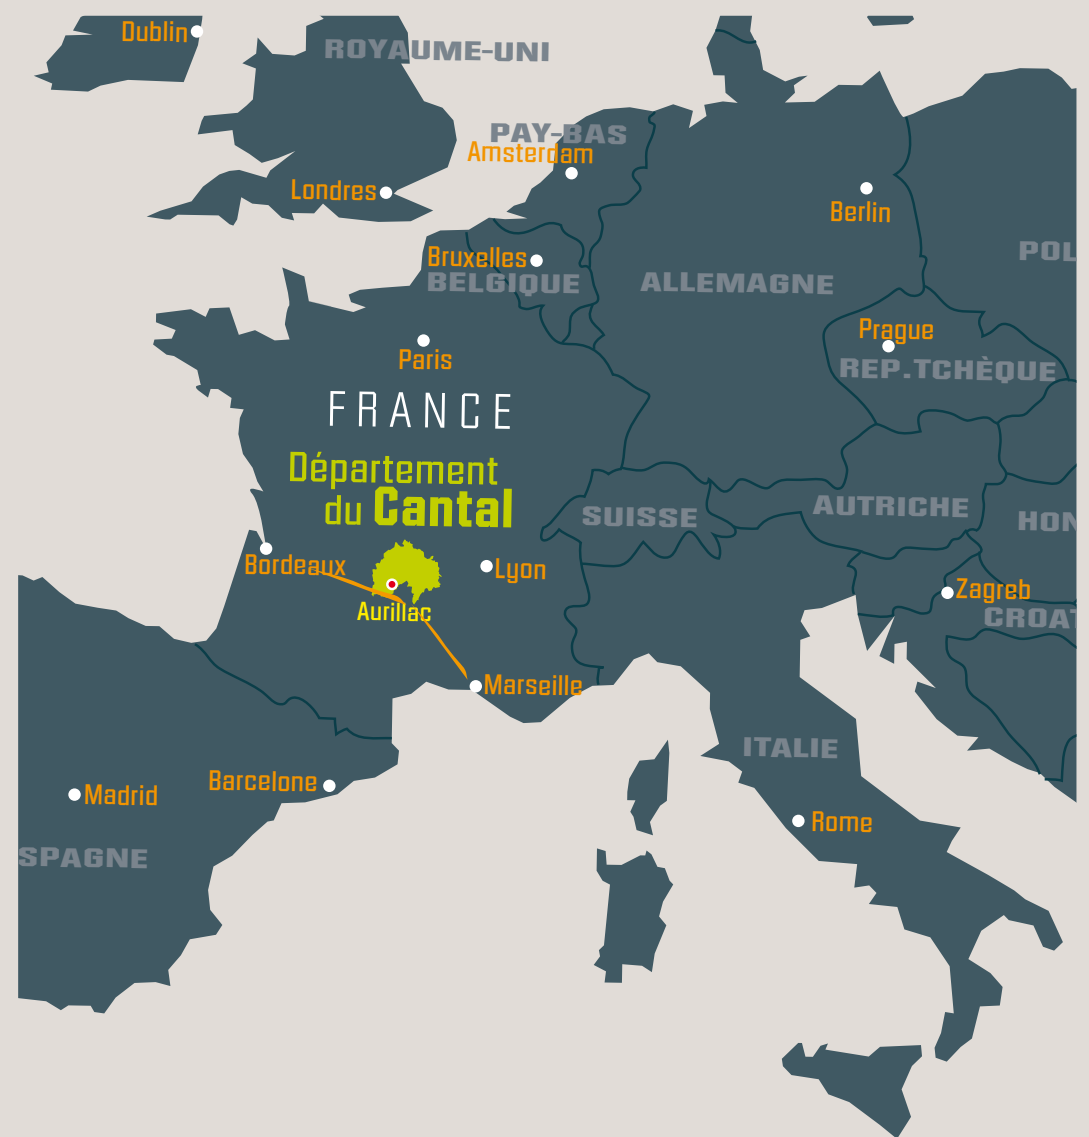 Dublin
ROYAUME-UNI
PAY-BAS
Amsterdam
Londres
Berlin
Bruxelles
BELGIQUE
ALLEMAGNE
POL
Prague
REP.TCHÈQUE
Paris
FRANCE
Département
du Cantal
SUISSE
AUTRICHE
HON
Bordeaux
Lyon
Aurillac
Zagreb
CROAT
Marseille
ITALIE
Barcelone
Madrid
Rome
SPAGNE